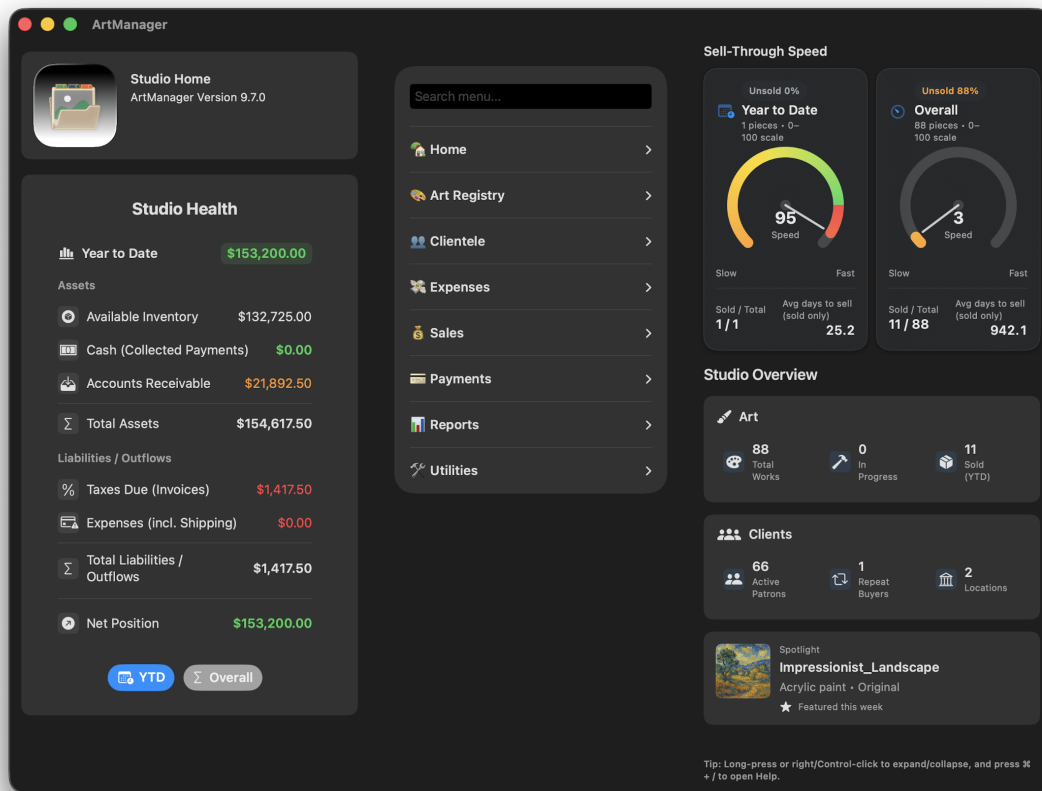 ArtManager
Studio Home
ArtManager Version 9.7.0
Studio Health
Year to Date
$153,200.00
Assets
Available Inventory
$132,725.00
Cash (Collected Payments)
$0.00
Accounts Receivable
$21,892.50
Total Assets
$154,617.50
Liabilities / Outflows
Taxes Due (Invoices)
$1,417.50
Expenses (incl. Shipping)
$0.00
Total Liabilities /
Outflows
$1,417.50
Net Position
$153,200.00
YTD
Overall
Search menu...
Home
Art Registry
Clientele
Expenses
Sales
Payments
Reports
Utilities
Sell-Through Speed
Unsold 0%
Year to Date
1 pieces • 0–
100 scale
95
Speed
Slow
Fast
Sold / Total
1 / 1
Avg days to sell
(sold only)
25.2
Unsold 88%
Overall
88 pieces • 0–
100 scale
3
Speed
Slow
Fast
Sold / Total
11 / 88
Avg days to sell
(sold only)
942.1
Studio Overview
Art
88
Total
Works
0
In
Progress
11
Sold
(YTD)
Clients
66
Active
Patrons
1
Repeat
Buyers
2
Locations
Spotlight
Impressionist_Landscape
Acrylic paint • Original
Featured this week
Tip: Long-press or right/Control-click to expand/collapse, and press ⌘
+ / to open Help.